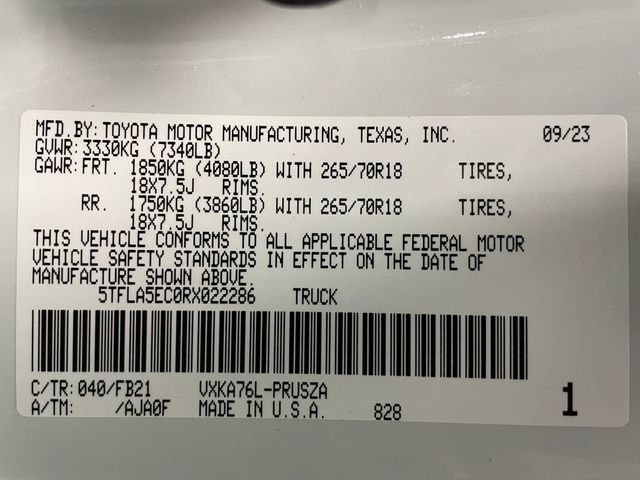 MFD.BY: TOYOTA MOTOR MANUFACTURING, TEXAS, INC. 09/23
GVWR: 3330KG (7340LB)
GAWR: FRT. 1850KG (4080LB) WITH 265/70R18 TIRES,
18X7.5J RIMS.
RR. 1750KG (3860LB) WITH 265/70R18 TIRES,
18X7.5J RIMS.
THIS VEHICLE CONFORMS TO ALL APPLICABLE FEDERAL MOTOR
VEHICLE SAFETY STANDARDS IN EFFECT ON THE DATE OF
MANUFACTURE SHOWN ABOVE.
5TFLA5EC0RX022286 TRUCK
C/TR: 040/FB21 VXKA76L-PRUSZA
A/TM: /AJA0F MADE IN U.S.A. 828 1